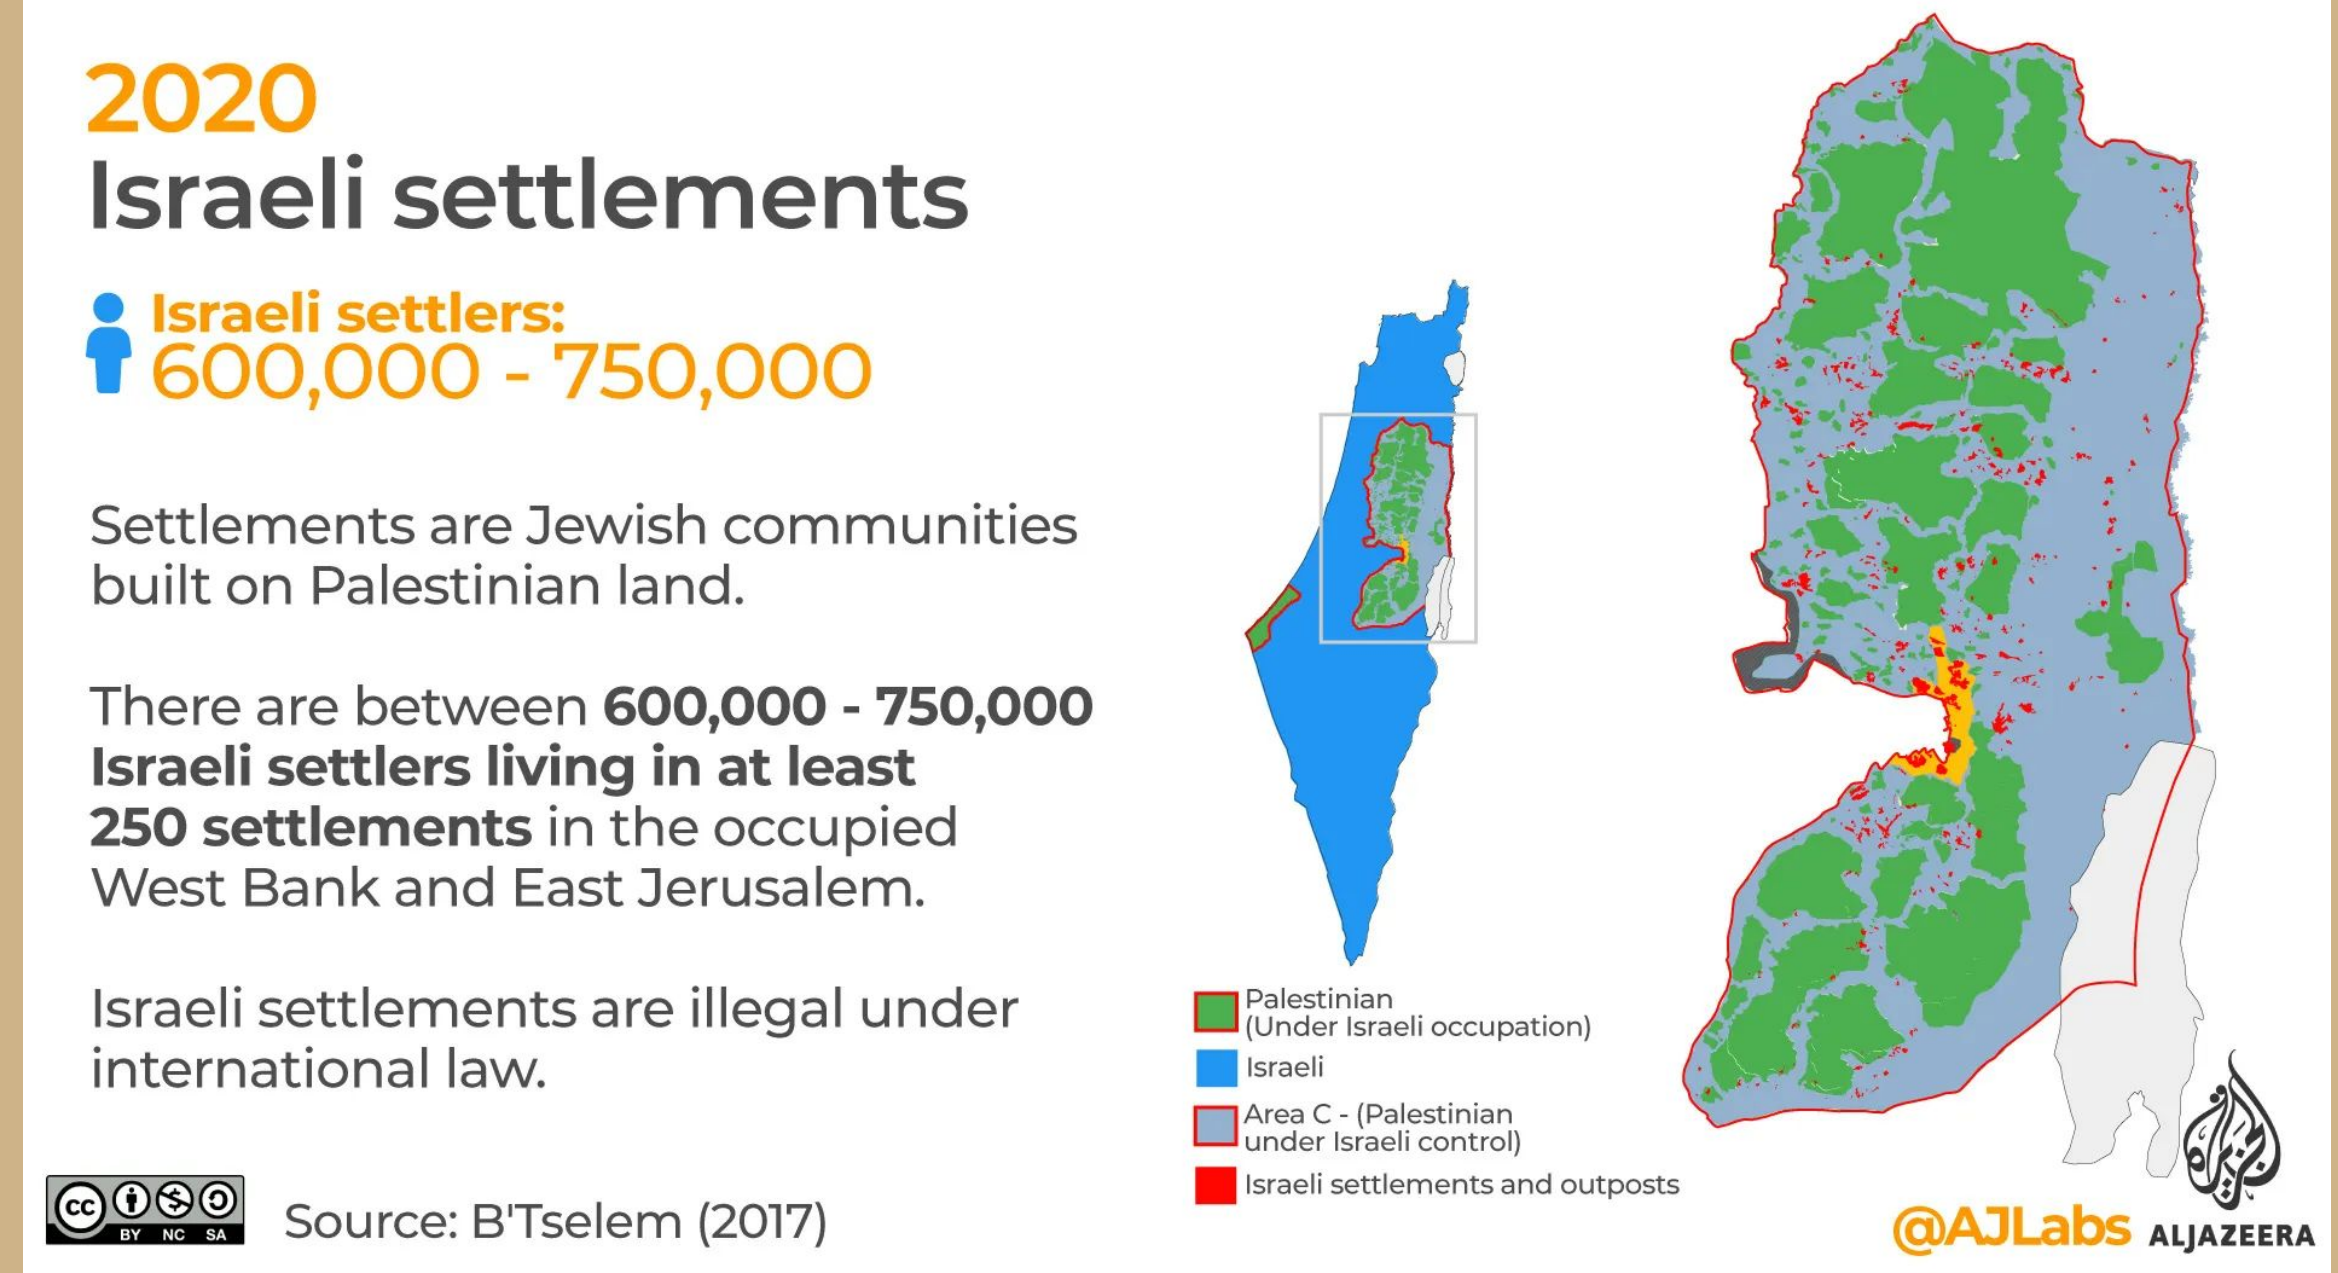 2020
Israeli settlements
Israeli settlers:
600,000 - 750,000
Settlements are Jewish communities
built on Palestinian land.
There are between 600,000 - 750,000
Israeli settlers living in at least
250 settlements in the occupied
West Bank and East Jerusalem.
Israeli settlements are illegal under
international law.
cc
BY NC SA
Source: B'Tselem (2017)
Palestinian
(Under Israeli occupation)
Israeli
Area C - (Palestinian
under Israeli control)
Israeli settlements and outposts
الجزيرة
@AJLabs ALJAZEERA